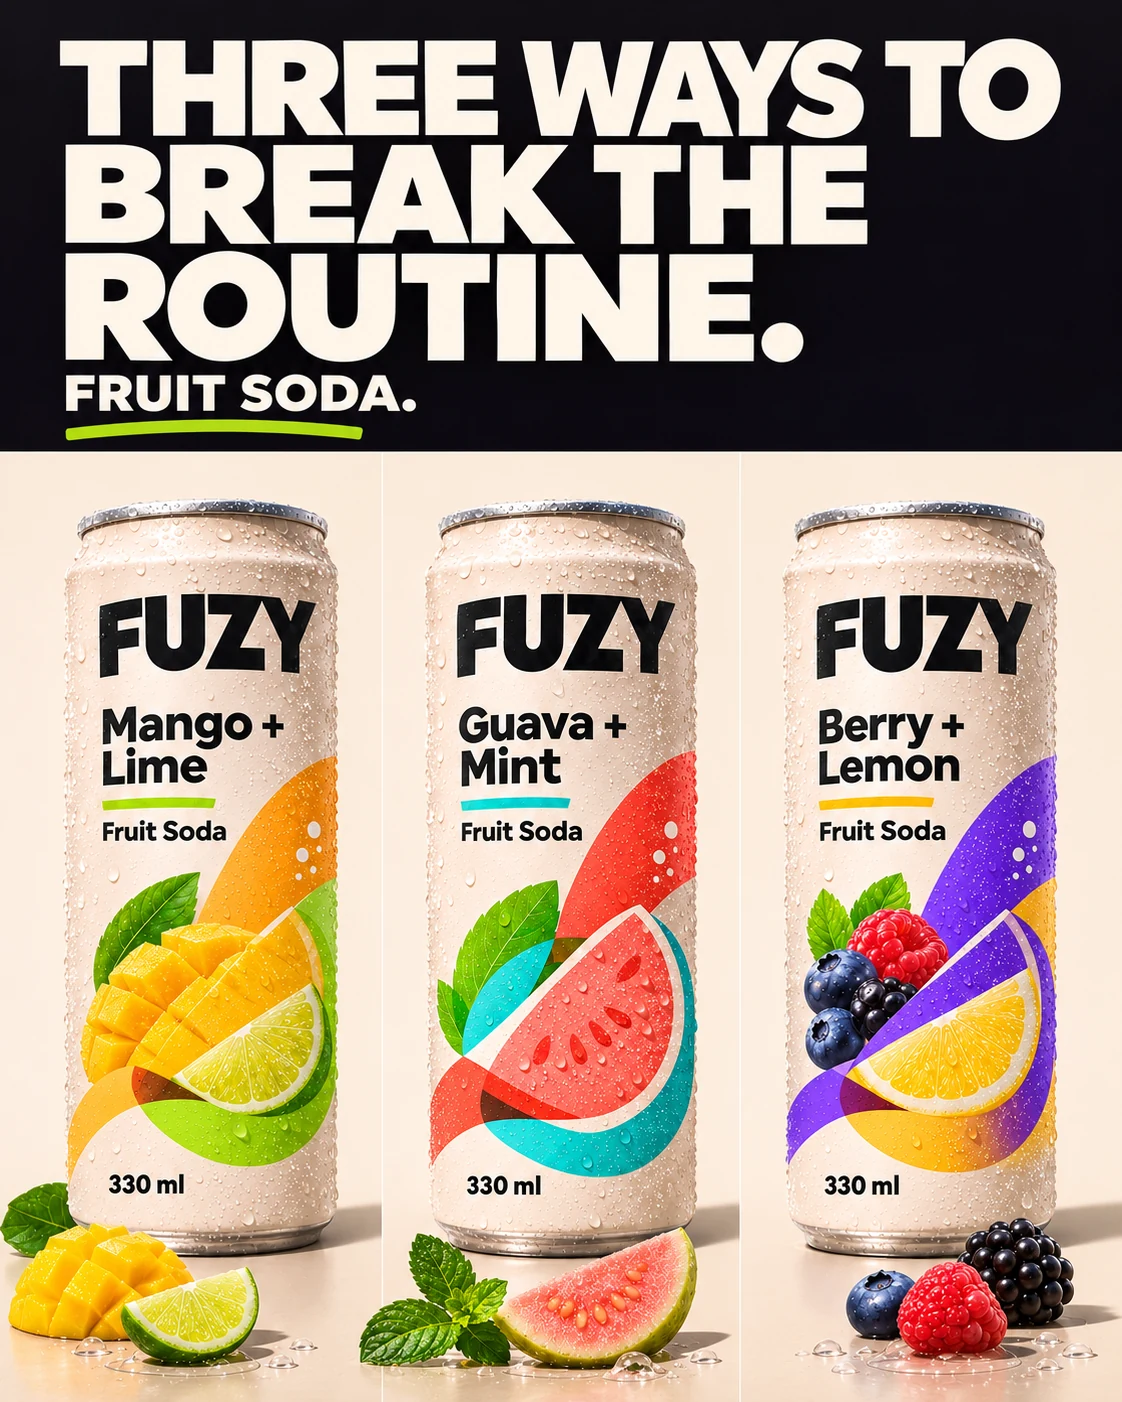 THREE WAYS TO
BREAK THE
ROUTINE.
FRUIT SODA.
FUZY
Mango +
Lime
Fruit Soda
330 ml
FUZY
Guava +
Mint
Fruit Soda
330 ml
FUZY
Berry +
Lemon
Fruit Soda
330 ml